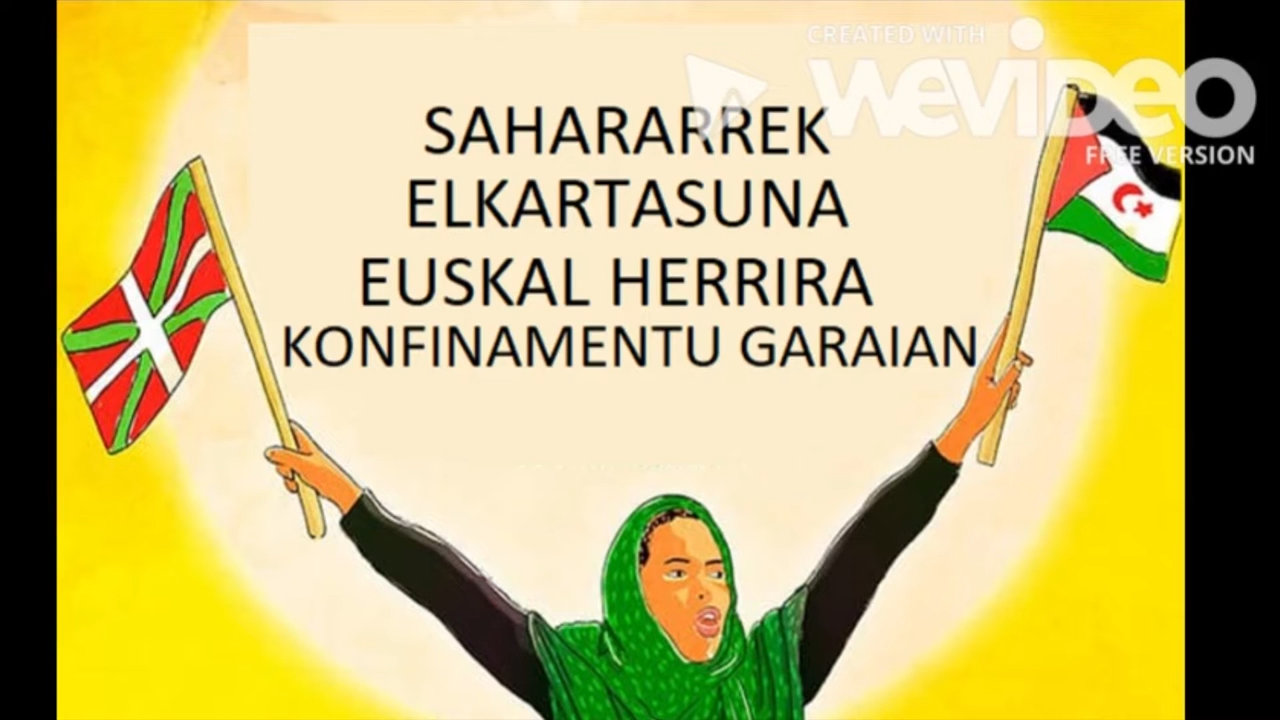 CREATED WITH
WEVIDEO
FREE VERSION
SAHARARREK
ELKARTASUNA
EUSKAL HERRIRA
KONFINAMENTU GARAIAN